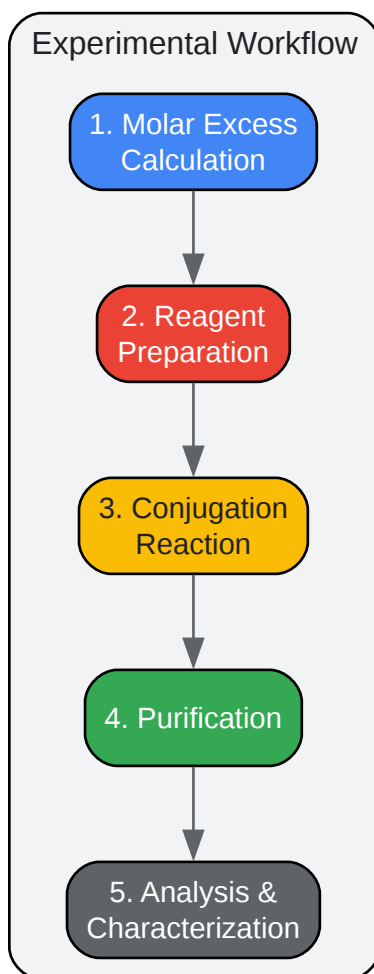 Experimental Workflow
1. Molar Excess
Calculation
2. Reagent
Preparation
3. Conjugation
Reaction
4. Purification
5. Analysis &
Characterization